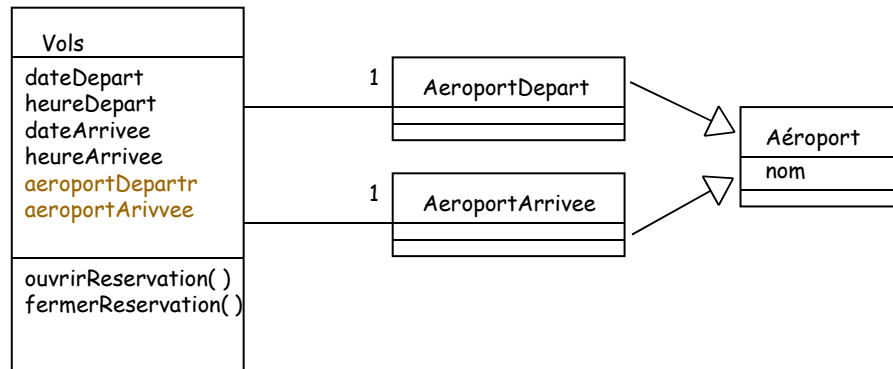 Vols
dateDepart
heureDepart
dateArrivee
heureArrivee
aeroportDepartr
aeroportArivvee
ouvrirReservation( )
fermerReservation( )
1
AeroportDepart
1
AeroportArrivee
Aéroport
nom